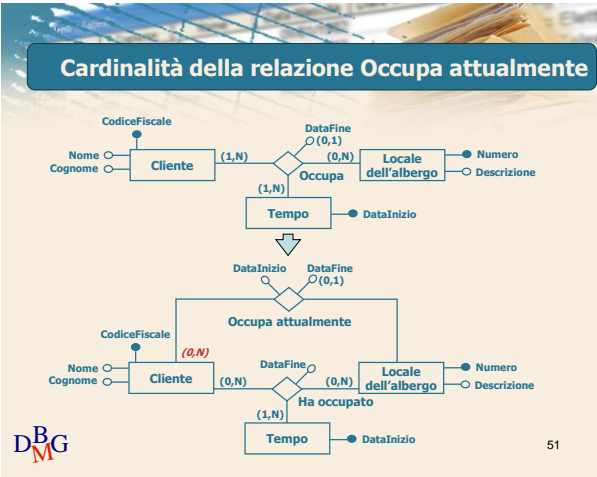 Cardinalità della relazione Occupa attualmente
CodiceFiscale
DataFine
(0,1)
Nome
Cognome
Cliente
(1,N)
(0,N)
Locale
dell'albergo
Numero
Descrizione
Occupa
(1,N)
Tempo
DataInizio
DataInizio
DataFine
(0,1)
Occupa attualmente
CodiceFiscale
(0,N)
Nome
Cognome
Cliente
(0,N)
DataFine
(0,N)
Locale
dell'albergo
Numero
Descrizione
Ha occupato
(1,N)
Tempo
DataInizio
DBMG
51